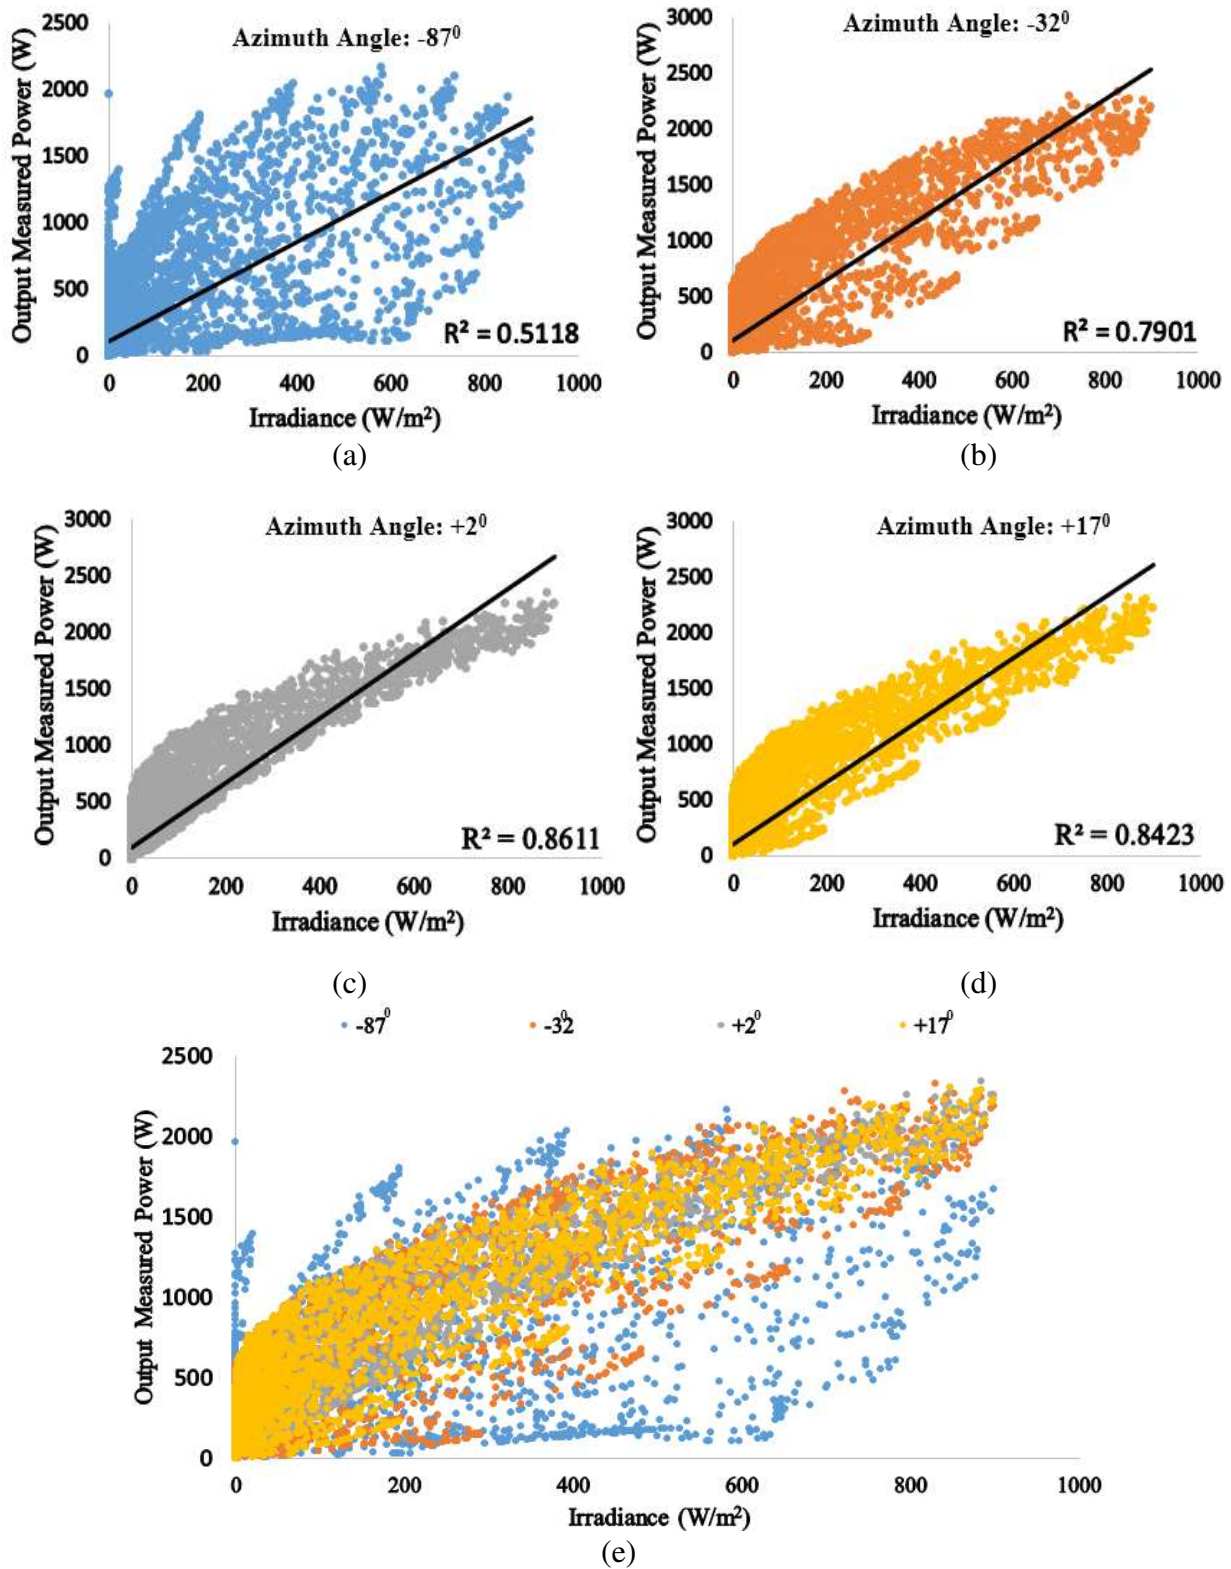 Azimuth Angle: -87⁰
Output Measured Power (W)
2500
2000
1500
1000
500
0
R² = 0.5118
0 200 400 600 800 1000
Irradiance (W/m²)
(a)
Azimuth Angle: -32⁰
Output Measured Power (W)
3000
2500
2000
1500
1000
500
0
R² = 0.7901
0 200 400 600 800 1000
Irradiance (W/m²)
(b)
Azimuth Angle: +2⁰
Output Measured Power (W)
3000
2500
2000
1500
1000
500
0
R² = 0.8611
0 200 400 600 800 1000
Irradiance (W/m²)
(c)
Azimuth Angle: +17⁰
Output Measured Power (W)
3000
2500
2000
1500
1000
500
0
R² = 0.8423
0 200 400 600 800 1000
Irradiance (W/m²)
(d)
-87⁰ -32⁰ +2⁰ +17⁰
Output Measured Power (W)
2500
2000
1500
1000
500
0
0 200 400 600 800 1000
Irradiance (W/m²)
(e)